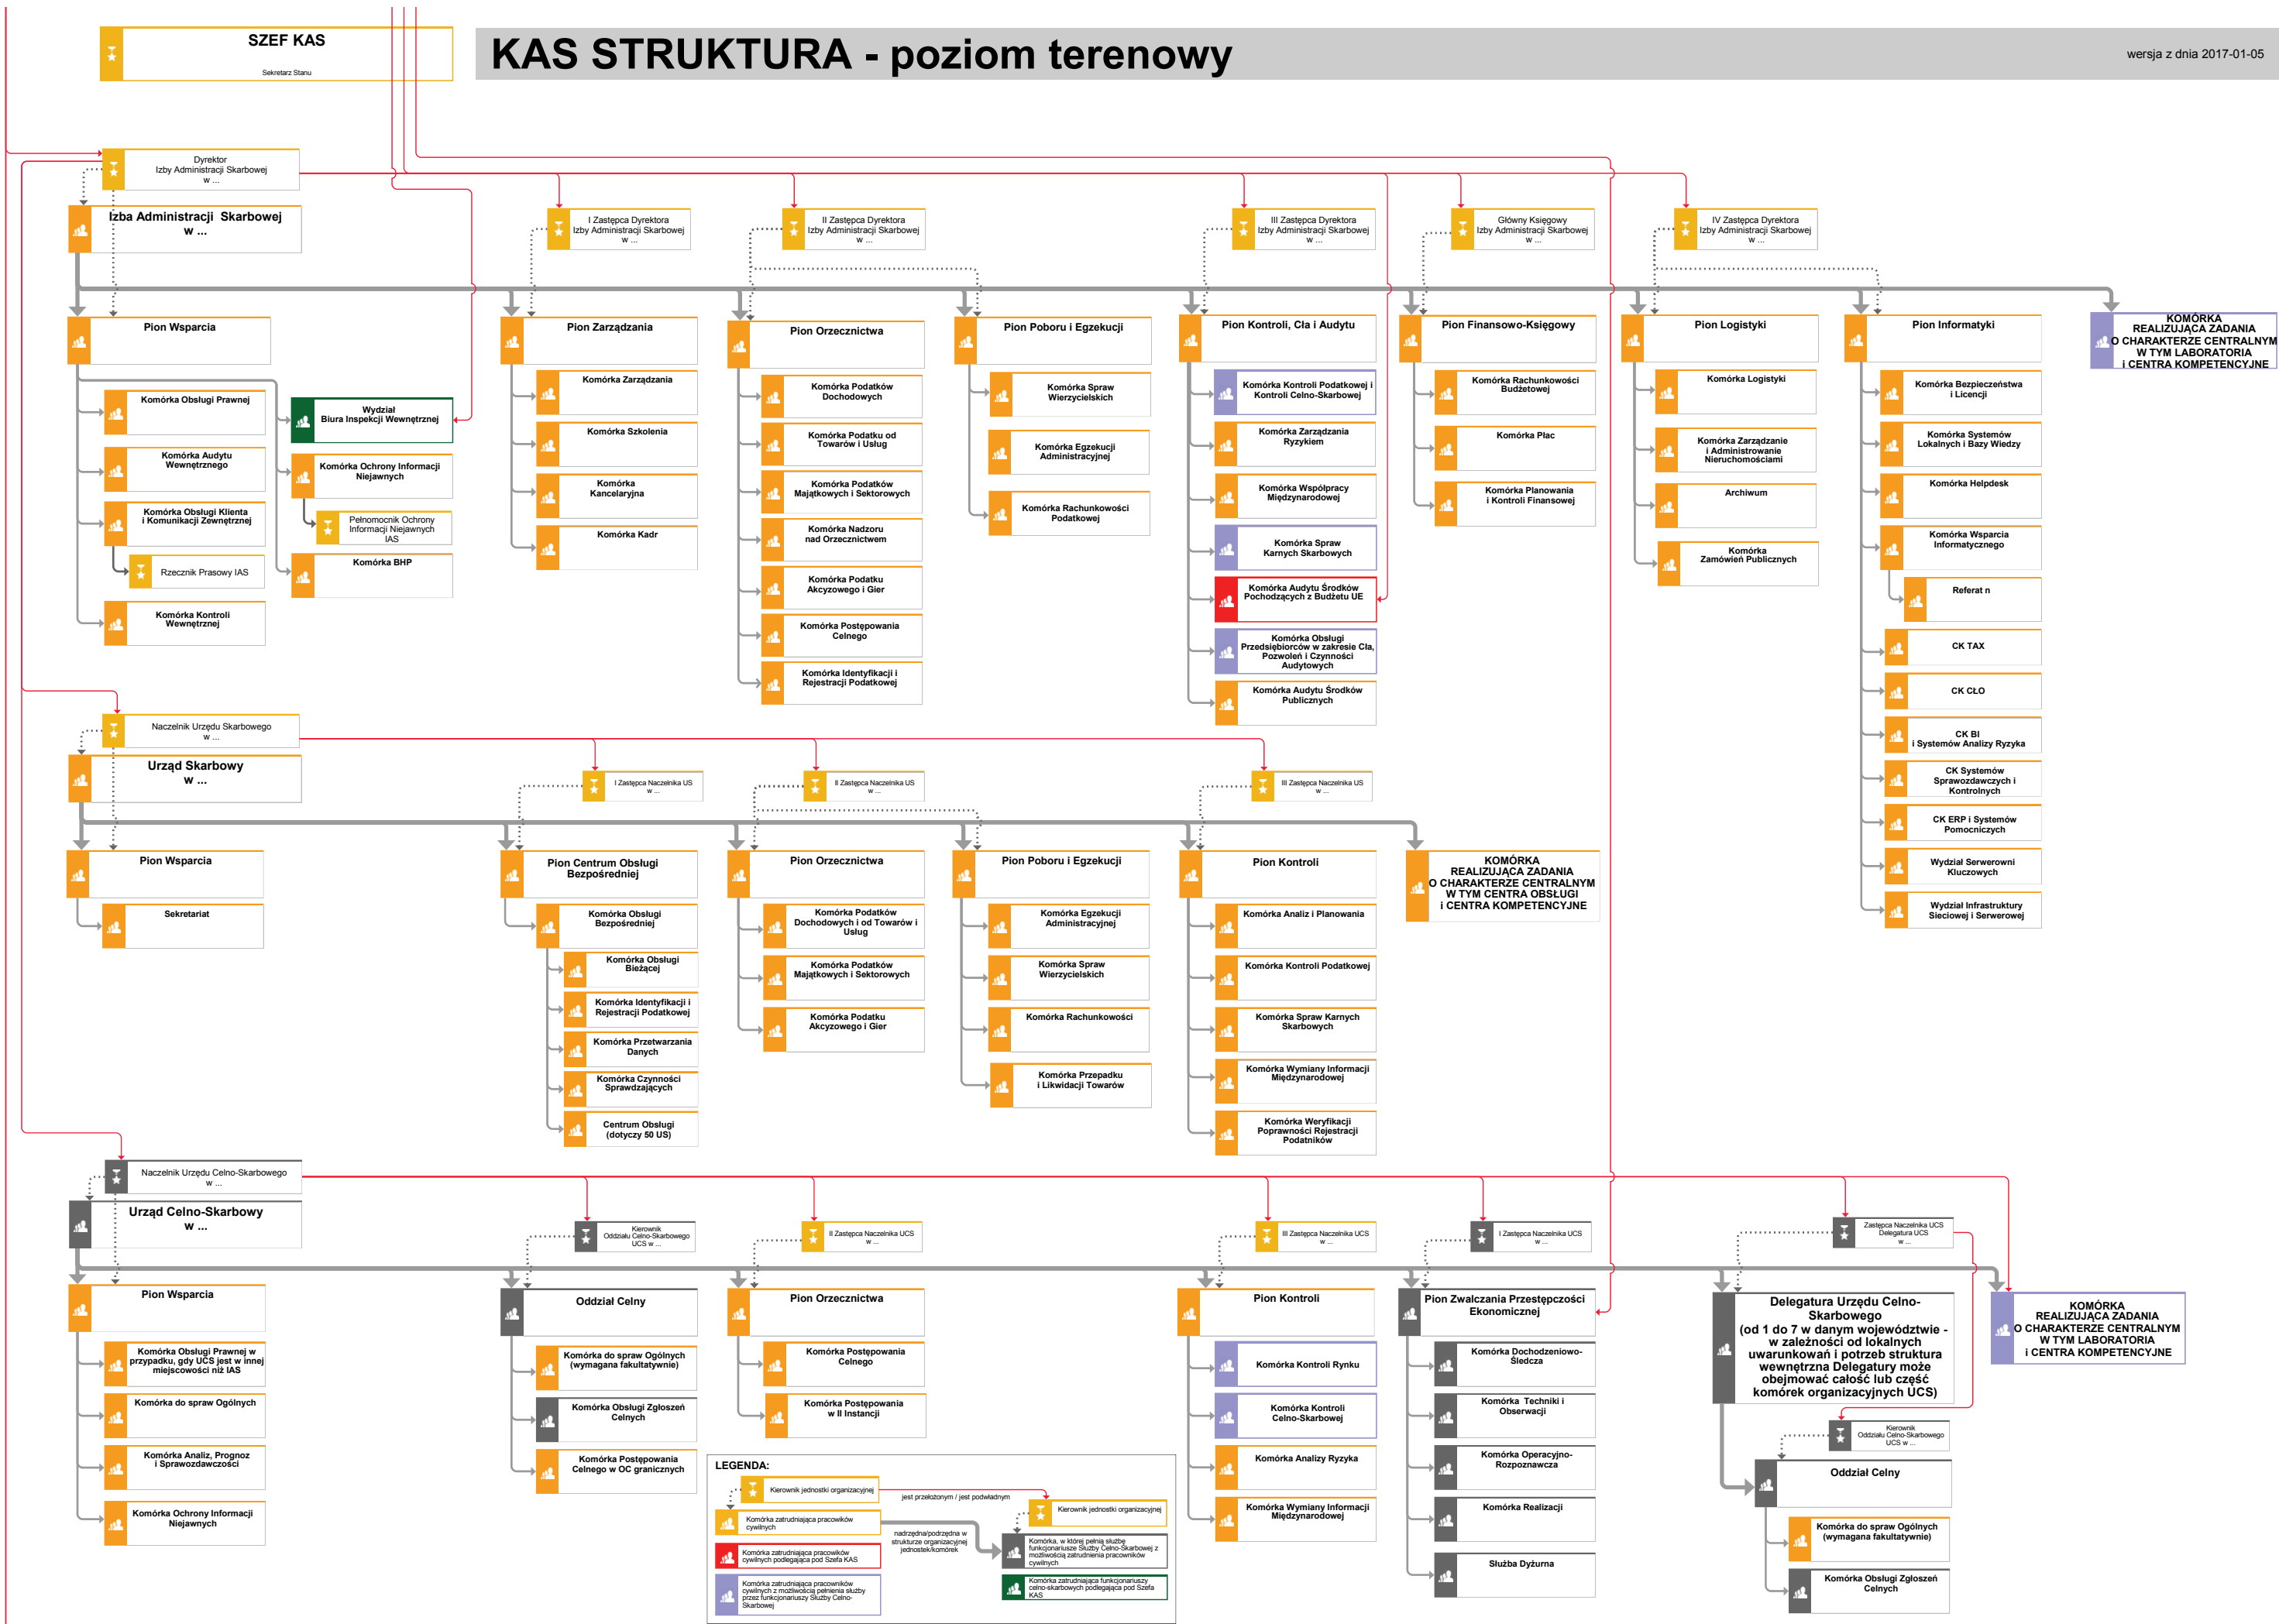 SZEF KAS
Sekretarz Stanu
KAS STRUKTURA - poziom terenowy
wersja z dnia 2017-01-05
Dyrektor
Izby Administracji Skarbowej
w ...
Izba Administracji Skarbowej
w ...
I Zastępca Dyrektora
Izby Administracji Skarbowej
w ...
II Zastępca Dyrektora
Izby Administracji Skarbowej
w ...
III Zastępca Dyrektora
Izby Administracji Skarbowej
w ...
Główny Księgowy
Izby Administracji Skarbowej
w ...
IV Zastępca Dyrektora
Izby Administracji Skarbowej
w ...
Pion Wsparcia
Komórka Obsługi Prawnej
Komórka Audytu
Wewnętrznego
Komórka Obsługi Klienta
i Komunikacji Zewnętrznej
Rzecznik Prasowy IAS
Komórka Kontroli
Wewnętrznej
Wydział
Biura Inspekcji Wewnętrznej
Komórka Ochrony Informacji
Niejawnych
Pełnomocnik Ochrony
Informacji Niejawnych
IAS
Komórka BHP
Pion Zarządzania
Komórka Zarządzania
Komórka Szkolenia
Komórka
Kancelaryjna
Komórka Kadr
Pion Orzecznictwa
Komórka Podatków
Dochodowych
Komórka Podatku od
Towarów i Usług
Komórka Podatków
Majątkowych i Sektorowych
Komórka Nadzoru
nad Orzecznictwem
Komórka Podatku
Akcyzowego i Gier
Komórka Postępowania
Celnego
Komórka Identyfikacji i
Rejestracji Podatkowej
Pion Poboru i Egzekucji
Komórka Spraw
Wierzycielskich
Komórka Egzekucji
Administracyjnej
Komórka Rachunkowości
Podatkowej
Pion Kontroli, Cła i Audytu
Komórka Kontroli Podatkowej i
Kontroli Celno-Skarbowej
Komórka Zarządzania
Ryzykiem
Komórka Współpracy
Międzynarodowej
Komórka Spraw
Karnych Skarbowych
Komórka Audytu Środków
Pochodzących z Budżetu UE
Komórka Obsługi
Przedsiębiorców w zakresie Cła,
Pozwoleń i Czynności
Audytowych
Komórka Audytu Środków
Publicznych
Pion Finansowo-Księgowy
Komórka Rachunkowości
Budżetowej
Komórka Płac
Komórka Planowania
i Kontroli Finansowej
Pion Logistyki
Komórka Logistyki
Komórka Zarządzanie
i Administrowanie
Nieruchomościami
Archiwum
Komórka
Zamówień Publicznych
Pion Informatyki
Komórka Bezpieczeństwa
i Licencji
Komórka Systemów
Lokalnych i Bazy Wiedzy
Komórka Helpdesk
Komórka Wsparcia
Informatycznego
Referat n
CK TAX
CK CŁO
CK BI
i Systemów Analizy Ryzyka
CK Systemów
Sprawozdawczych i
Kontrolnych
CK ERP i Systemów
Pomocniczych
Wydział Serwerowni
Kluczowych
Wydział Infrastruktury
Sieciowej i Serwerowej
KOMÓRKA
REALIZUJĄCA ZADANIA
O CHARAKTERZE CENTRALNYM
W TYM LABORATORIA
i CENTRA KOMPETENCYJNE
Naczelnik Urzędu Skarbowego
w ...
Urząd Skarbowy
w ...
I Zastępca Naczelnika US
w ...
II Zastępca Naczelnika US
w ...
III Zastępca Naczelnika US
w ...
Pion Wsparcia
Sekretariat
Pion Centrum Obsługi
Bezpośredniej
Komórka Obsługi
Bezpośredniej
Komórka Obsługi
Bieżącej
Komórka Identyfikacji i
Rejestracji Podatkowej
Komórka Przetwarzania
Danych
Komórka Czynności
Sprawdzających
Centrum Obsługi
(dotyczy 50 US)
Pion Orzecznictwa
Komórka Podatków
Dochodowych i od Towarów i
Usług
Komórka Podatków
Majątkowych i Sektorowych
Komórka Podatku
Akcyzowego i Gier
Pion Poboru i Egzekucji
Komórka Egzekucji
Administracyjnej
Komórka Spraw
Wierzycielskich
Komórka Rachunkowości
Komórka Przepadku
i Likwidacji Towarów
Pion Kontroli
Komórka Analiz i Planowania
Komórka Kontroli Podatkowej
Komórka Spraw Karnych
Skarbowych
Komórka Wymiany Informacji
Międzynarodowej
Komórka Weryfikacji
Poprawności Rejestracji
Podatników
KOMÓRKA
REALIZUJĄCA ZADANIA
O CHARAKTERZE CENTRALNYM
W TYM CENTRA OBSŁUGI
i CENTRA KOMPETENCYJNE
Naczelnik Urzędu Celno-Skarbowego
w ...
Urząd Celno-Skarbowy
w ...
Kierownik
Oddziału Celno-Skarbowego
UCS w ...
II Zastępca Naczelnika UCS
w ...
III Zastępca Naczelnika UCS
w ...
I Zastępca Naczelnika UCS
w ...
Zastępca Naczelnika UCS
Delegatura UCS
w ...
Pion Wsparcia
Komórka Obsługi Prawnej w
przypadku, gdy UCS jest w innej
miejscowości niż IAS
Komórka do spraw Ogólnych
Komórka Analiz, Prognoz
i Sprawozdawczości
Komórka Ochrony Informacji
Niejawnych
Oddział Celny
Komórka do spraw Ogólnych
(wymagana fakultatywnie)
Komórka Obsługi Zgłoszeń
Celnych
Komórka Postępowania
Celnego w OC granicznych
Pion Orzecznictwa
Komórka Postępowania
Celnego
Komórka Postępowania
w II Instancji
Pion Kontroli
Komórka Kontroli Rynku
Komórka Kontroli
Celno-Skarbowej
Komórka Analizy Ryzyka
Komórka Wymiany Informacji
Międzynarodowej
Pion Zwalczania Przestępczości
Ekonomicznej
Komórka Dochodzeniowo-
Śledcza
Komórka Techniki i
Obserwacji
Komórka Operacyjno-
Rozpoznawcza
Komórka Realizacji
Służba Dyżurna
Delegatura Urzędu Celno-
Skarbowego
(od 1 do 7 w danym województwie -
w zależności od lokalnych
uwarunkowań i potrzeb struktura
wewnętrzna Delegatury może
obejmować całość lub część
komórek organizacyjnych UCS)
Kierownik
Oddziału Celno-Skarbowego
UCS w ...
Oddział Celny
Komórka do spraw Ogólnych
(wymagana fakultatywnie)
Komórka Obsługi Zgłoszeń
Celnych
KOMÓRKA
REALIZUJĄCA ZADANIA
O CHARAKTERZE CENTRALNYM
W TYM LABORATORIA
i CENTRA KOMPETENCYJNE
LEGENDA:
Kierownik jednostki organizacyjnej
jest przełożonym / jest podwładnym
Kierownik jednostki organizacyjnej
Komórka zatrudniająca pracowików
cywilnych
nadrzędna/podrzędna w
strukturze organizacyjnej
jednostek/komórek
Komórka, w której pełnią służbę
funkcjonariusze Służby Celno-Skarbowej z
możliwością zatrudnienia pracowników
cywilnych
Komórka zatrudniająca pracowników
cywilnych podlegająca pod Szefa KAS
Komórka zatrudniająca pracowników
cywilnych z możliwością pełnienia służby
przez funkcjonariuszy Służby Celno-
Skarbowej
Komórka zatrudniająca funkcjonariuszy
celno-skarbowych podlegająca pod Szefa
KAS